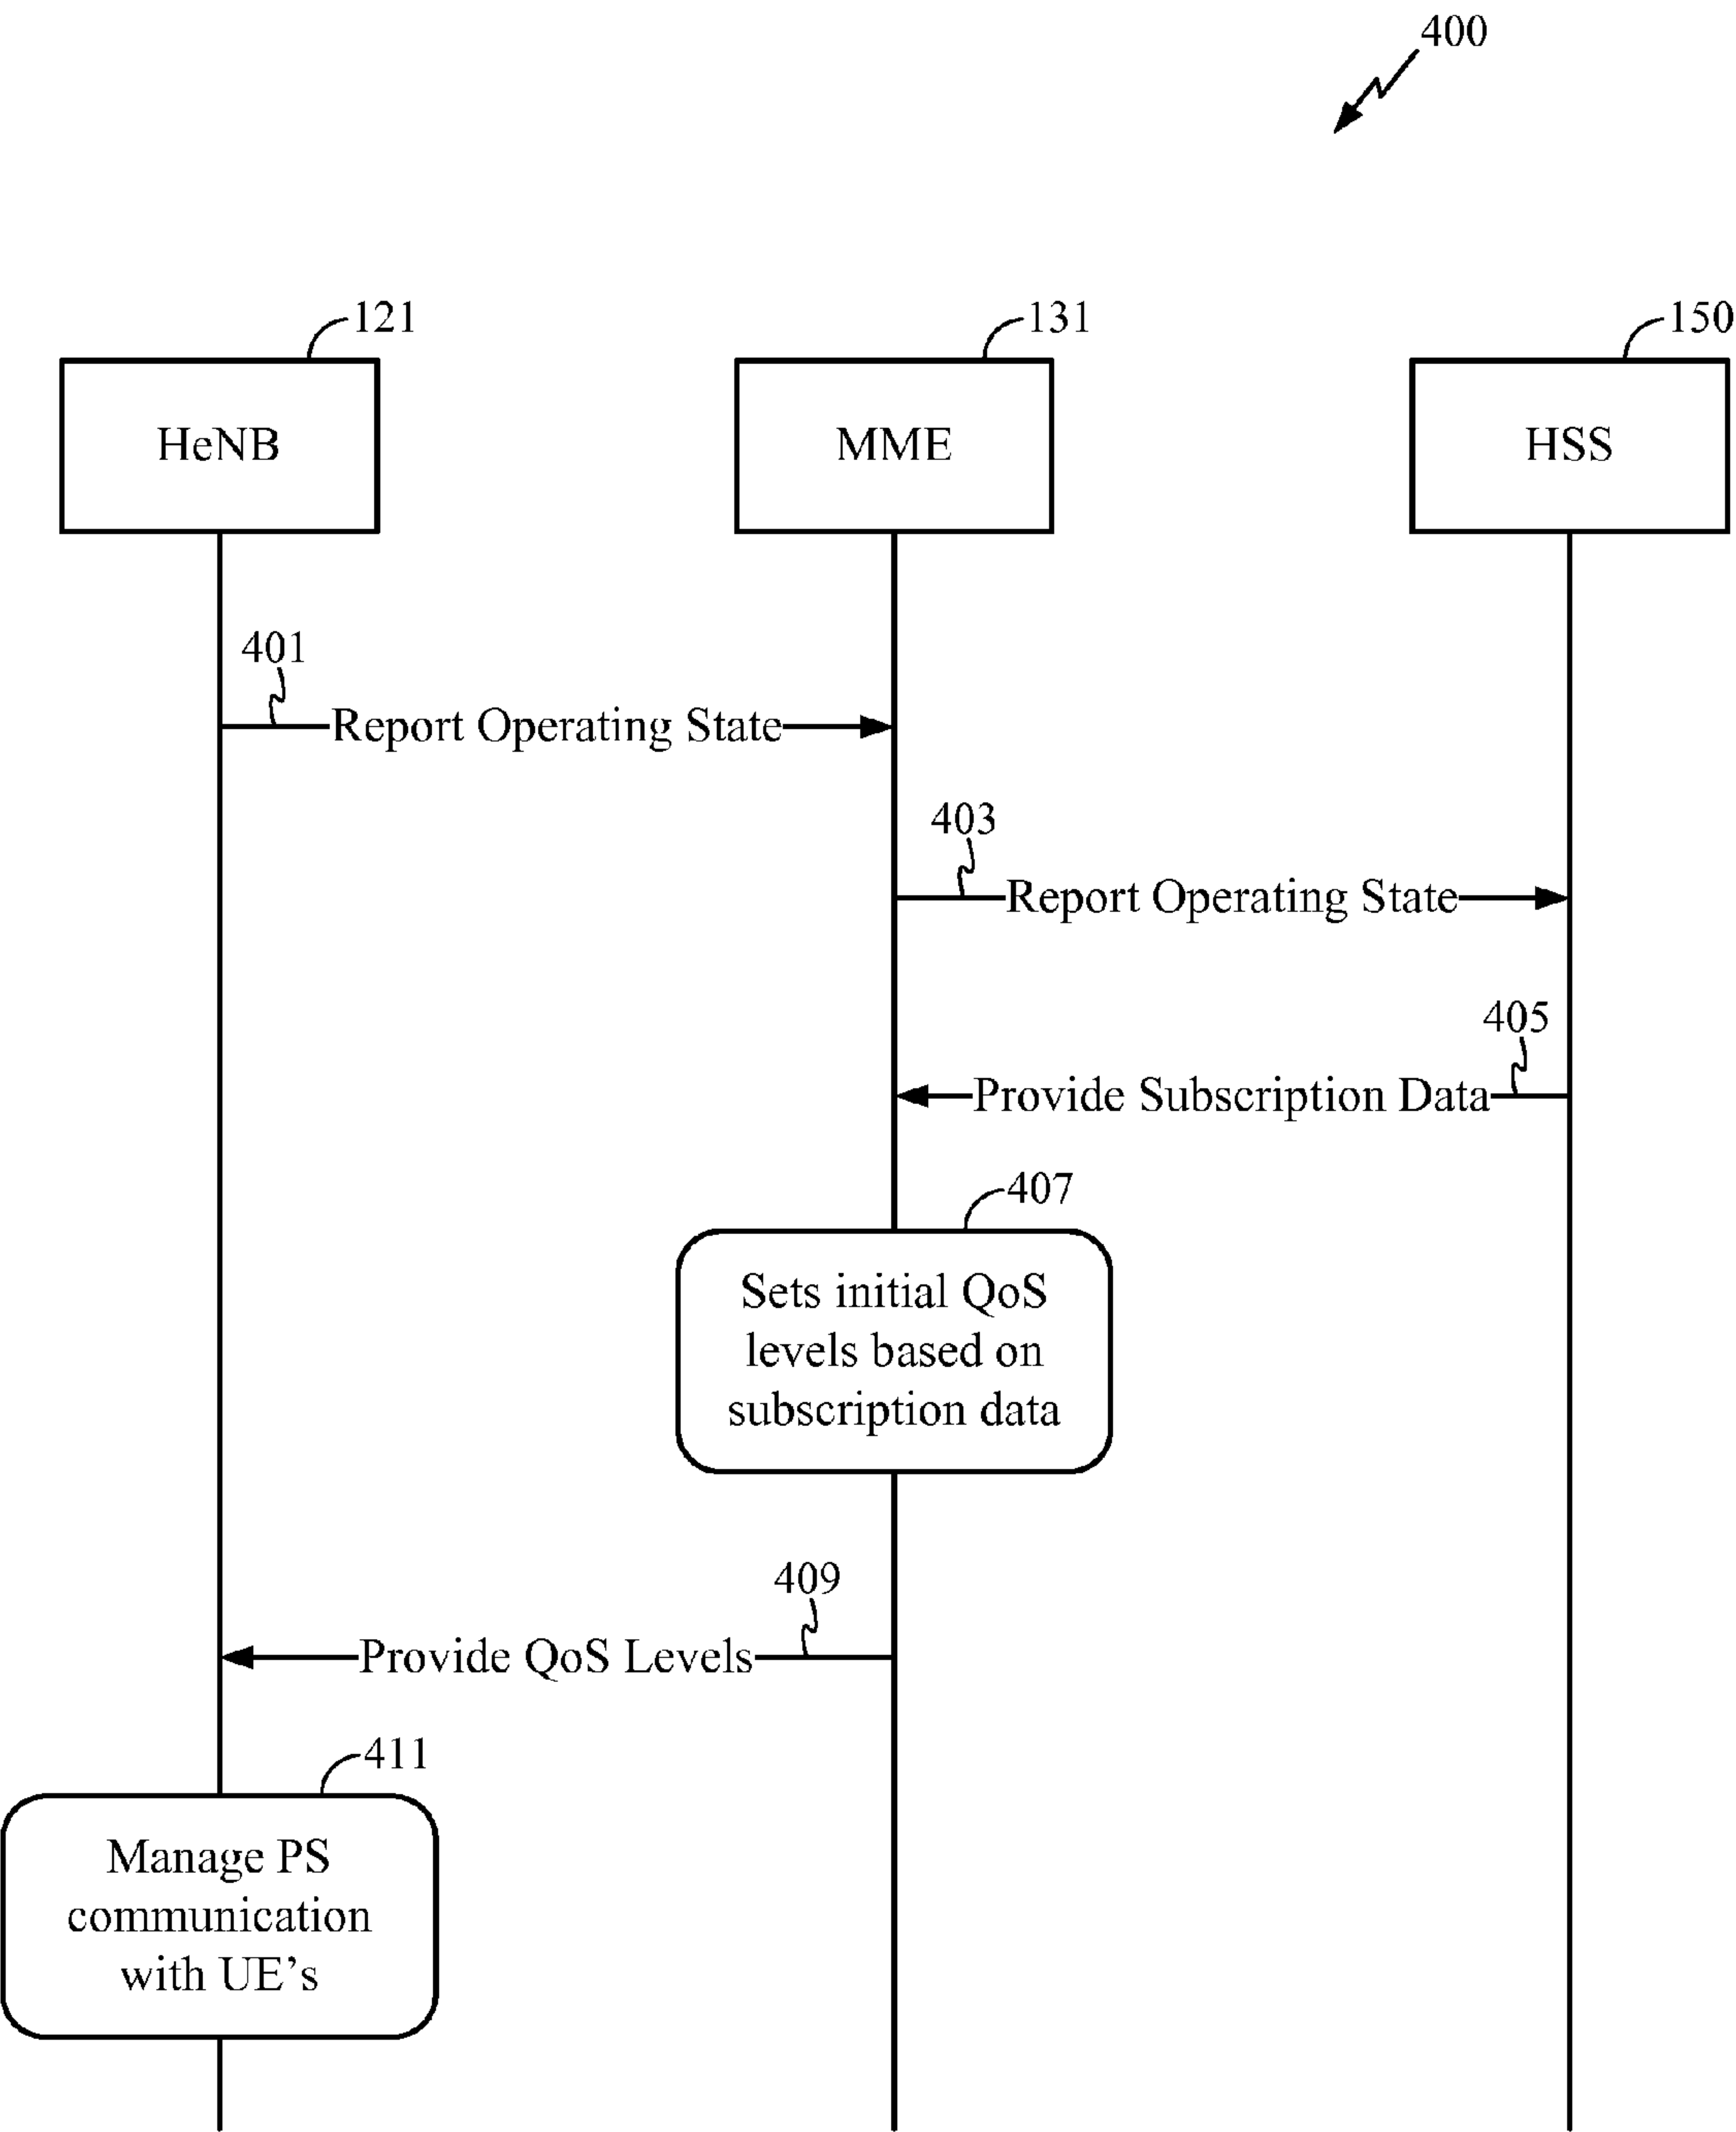 400
121
131
150
HeNB
MME
HSS
401
Report Operating State
403
Report Operating State
405
Provide Subscription Data
407
Sets initial QoS
levels based on
subscription data
409
Provide QoS Levels
411
Manage PS
communication
with UE’s